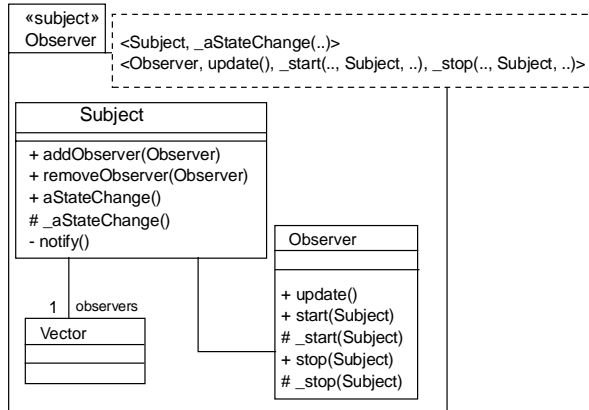 «subject»
Observer
<Subject, _aStateChange(..)>
<Observer, update(), _start(.., Subject, ..), _stop(.., Subject, ..)>
Subject
+ addObserver(Observer)
+ removeObserver(Observer)
+ aStateChange()
# _aStateChange()
- notify()
Observer
+ update()
+ start(Subject)
# _start(Subject)
+ stop(Subject)
# _stop(Subject)
1 observers
Vector